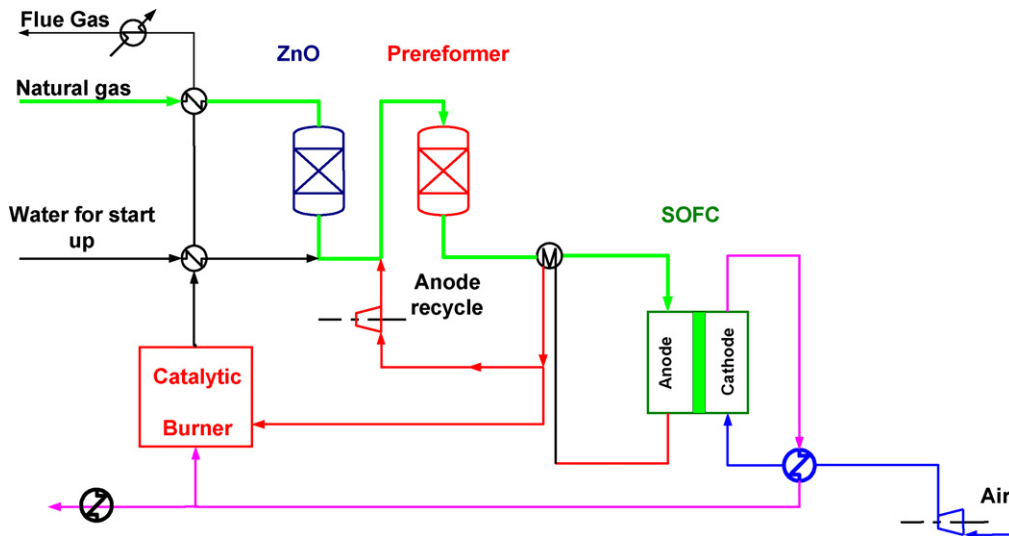 Flue Gas
ZnO
Prereformer
Natural gas
Water for start
up
SOFC
Anode
recycle
Anode
Cathode
Catalytic
Burner
Air